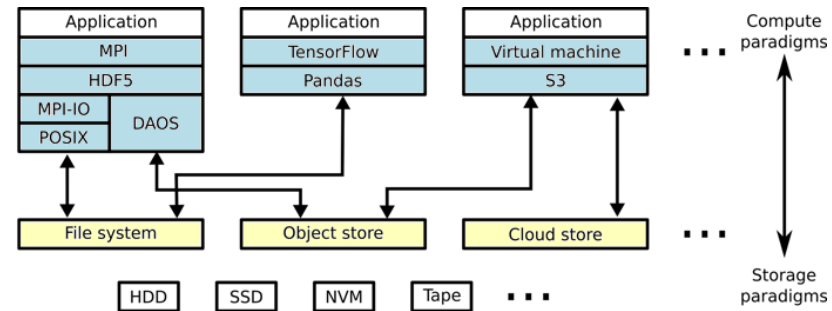 Application
MPI
HDF5
MPI-IO
POSIX
DAOS
Application
TensorFlow
Pandas
Application
Virtual machine
S3
...
Compute
paradigms
File system
Object store
Cloud store
...
HDD
SSD
NVM
Tape
...
Storage
paradigms